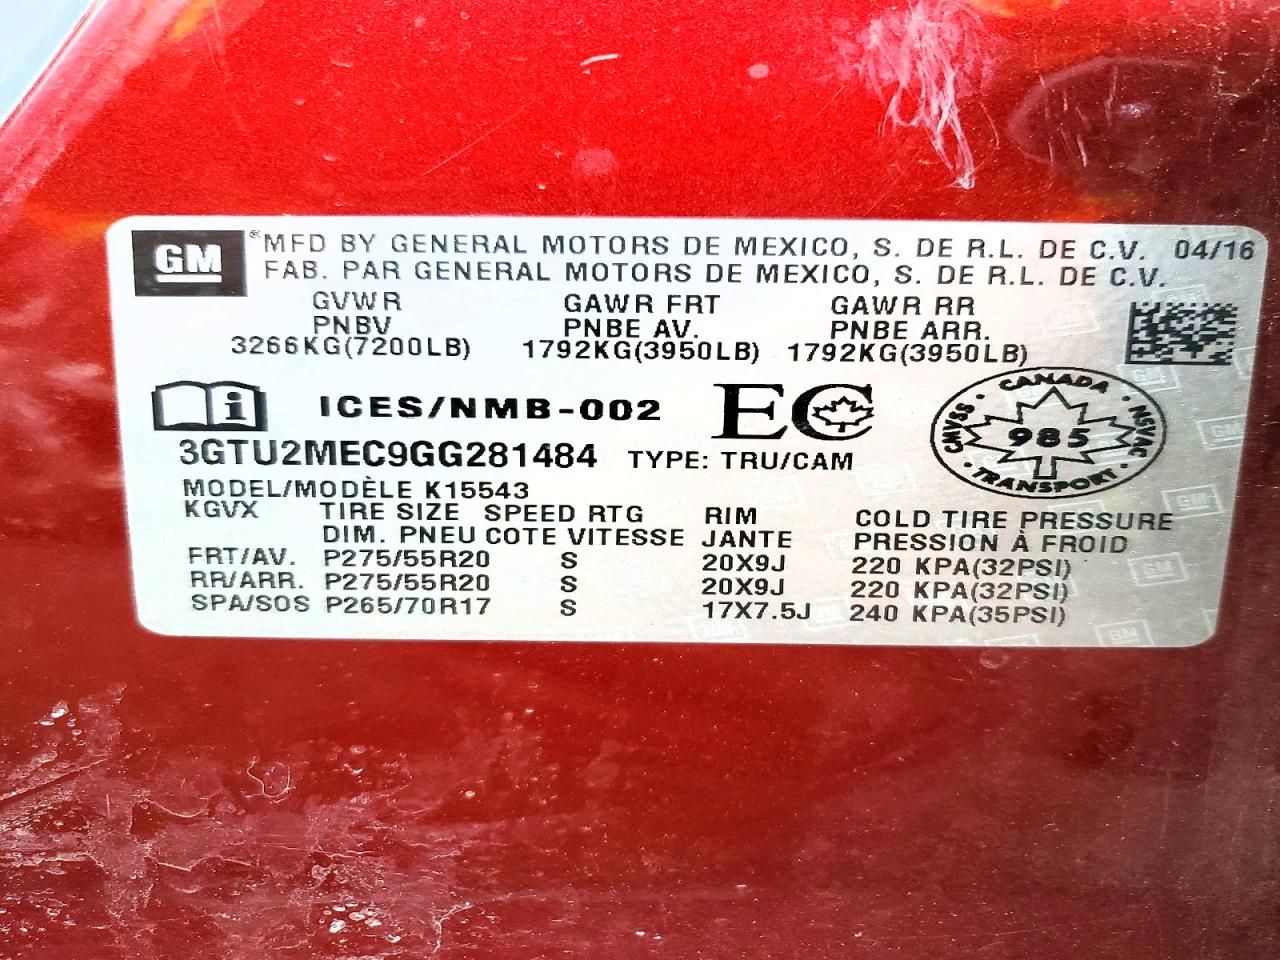 GM
®MFD BY GENERAL MOTORS DE MEXICO, S. DE R.L. DE C.V. 04/16
FAB. PAR GENERAL MOTORS DE MEXICO, S. DE R.L. DE C.V.
GVWR GAWR FRT GAWR RR
PNBV PNBE AV. PNBE ARR.
3266KG(7200LB) 1792KG(3950LB) 1792KG(3950LB)
i ICES/NMB-002 EC
CANADA
CMVSS 985 NSVAC
TRANSPORT
3GTU2MEC9GG281484 TYPE: TRU/CAM
MODEL/MODÈLE K15543
KGVX TIRE SIZE SPEED RTG RIM COLD TIRE PRESSURE
DIM. PNEU COTE VITESSE JANTE PRESSION À FROID
FRT/AV. P275/55R20 S 20X9J 220 KPA(32PSI)
RR/ARR. P275/55R20 S 20X9J 220 KPA(32PSI)
SPA/SOS P265/70R17 S 17X7.5J 240 KPA(35PSI)